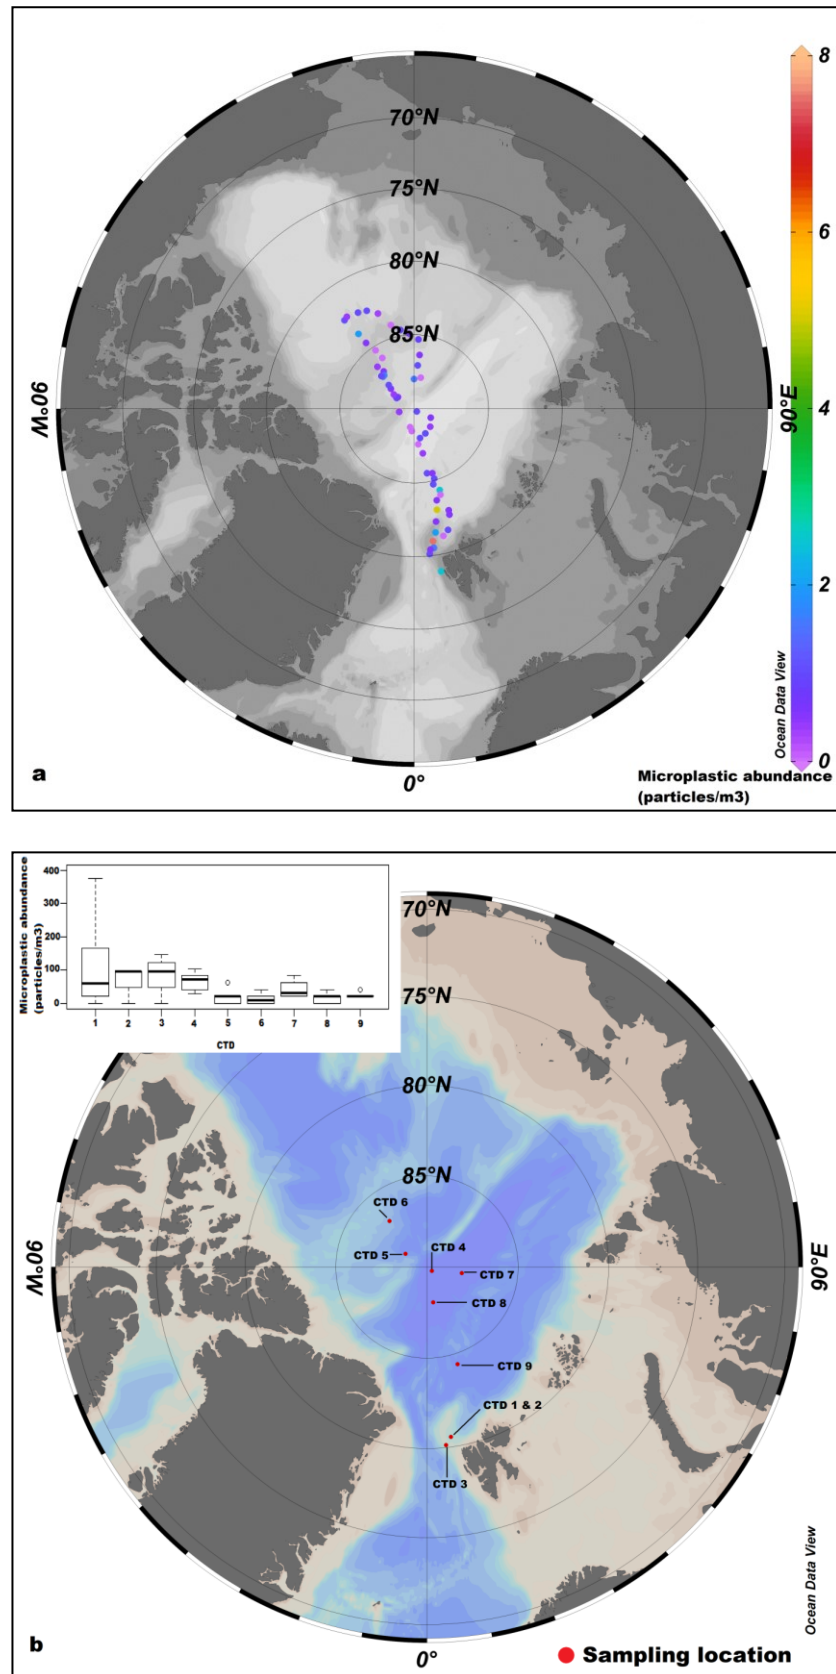 8
70°N
75°N
80°N
6
85°N
90°W
90°E
4
2
Ocean Data View
0
a
Microplastic abundance
0°
(particles/m3)
Microplastic abundance
(particles/m3)
400
300
200
100
0
1 2 3 4 5 6 7 8 9
CTD
70°N
75°N
80°N
85°N
CTD 6
CTD 4
CTD 5
90°W
CTD 7
90°E
CTD 8
CTD 9
CTD 1 & 2
CTD 3
Ocean Data View
b
0°
Sampling location